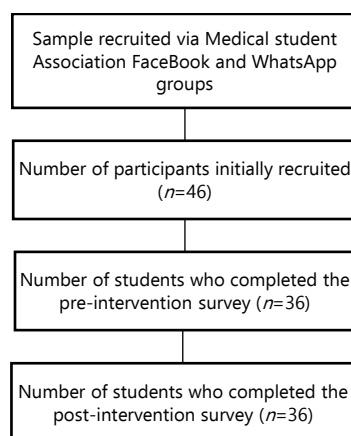 Sample recruited via Medical student
Association FaceBook and WhatsApp
groups
Number of participants initially recruited
(n=46)
Number of students who completed the
pre-intervention survey (n=36)
Number of students who completed the
post-intervention survey (n=36)